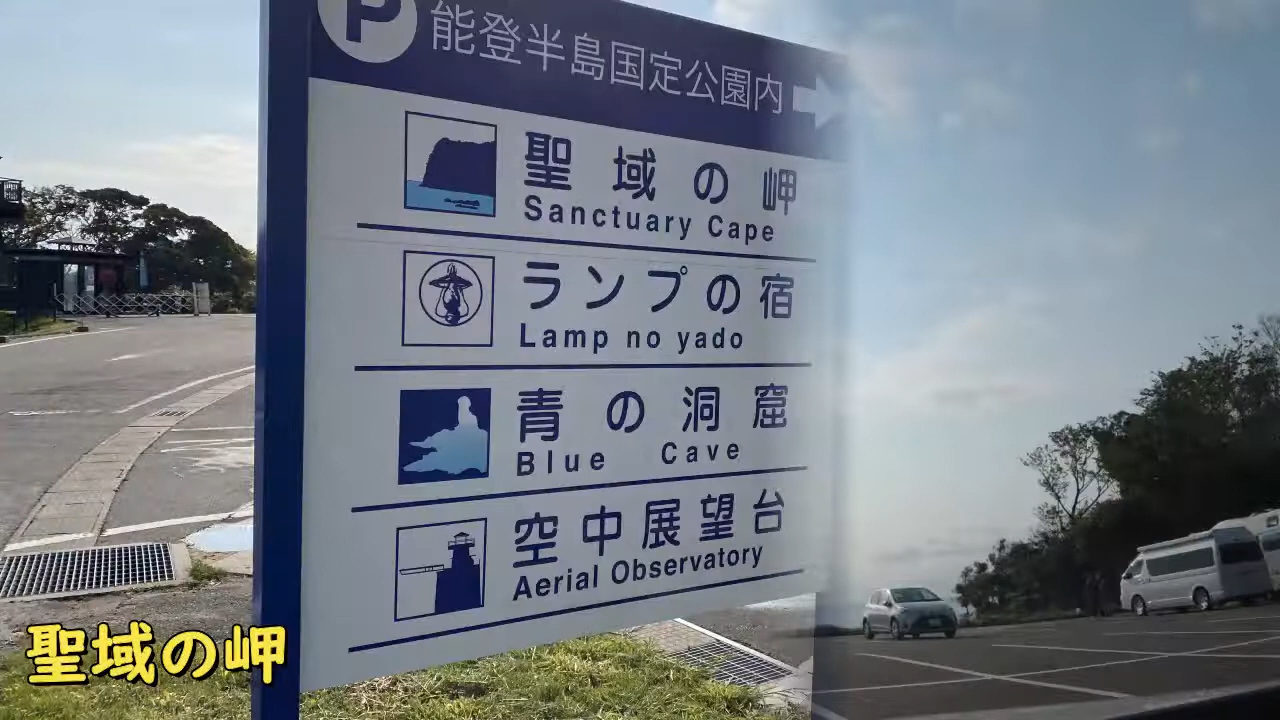 P
能登半島国定公園内
聖域の岬
Sanctuary Cape
ランプの宿
Lamp no yado
青の洞窟
Blue Cave
空中展望台
Aerial Observatory
聖域の岬